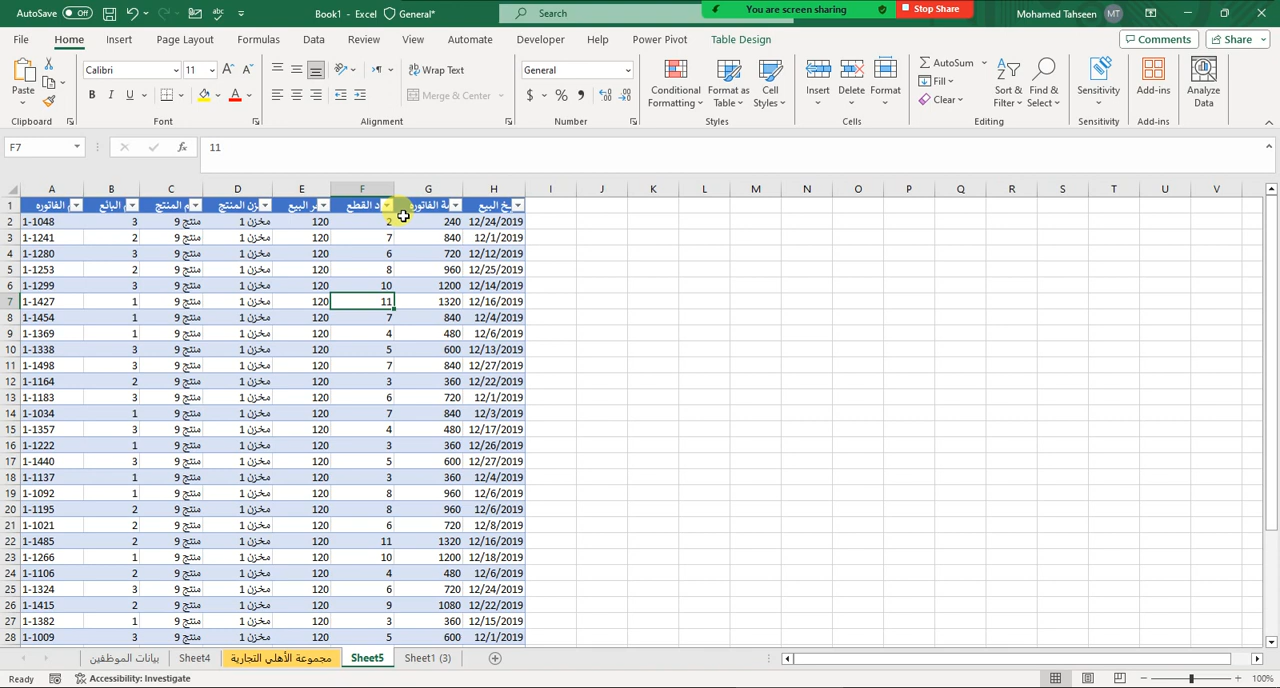 AutoSave Off Book1 - Excel General* Search You are screen sharing Stop Share Mohamed Tahseen MT
File Home Insert Page Layout Formulas Data Review View Automate Developer Help Power Pivot Table Design Comments Share
Paste Calibri 11 Wrap Text General Conditional Formatting Format as Table Cell Styles Insert Delete Format AutoSum Sort & Filter Find & Select Sensitivity Add-ins Analyze Data
B I U A Merge & Center $ % Fill
Clear
Clipboard Font Alignment Number Styles Cells Editing Sensitivity Add-ins
F7 fx 11
A B C D E F G H I J K L M N O P Q R S T U V
1 الفاتوره البائع المنتج المنتج البيع القطع الفاتوره البيع
2 1-1048 3 منتج 9 مخزن 1 120 2 240 12/24/2019
3 1-1241 2 منتج 9 مخزن 1 120 7 840 12/1/2019
4 1-1280 3 منتج 9 مخزن 1 120 6 720 12/12/2019
5 1-1253 2 منتج 9 مخزن 1 120 8 960 12/25/2019
6 1-1299 3 منتج 9 مخزن 1 120 10 1200 12/14/2019
7 1-1427 1 منتج 9 مخزن 1 120 11 1320 12/16/2019
8 1-1454 1 منتج 9 مخزن 1 120 7 840 12/4/2019
9 1-1369 1 منتج 9 مخزن 1 120 4 480 12/6/2019
10 1-1338 3 منتج 9 مخزن 1 120 5 600 12/13/2019
11 1-1498 3 منتج 9 مخزن 1 120 7 840 12/27/2019
12 1-1164 2 منتج 9 مخزن 1 120 3 360 12/22/2019
13 1-1183 3 منتج 9 مخزن 1 120 6 720 12/1/2019
14 1-1034 1 منتج 9 مخزن 1 120 7 840 12/3/2019
15 1-1357 3 منتج 9 مخزن 1 120 4 480 12/17/2019
16 1-1222 1 منتج 9 مخزن 1 120 3 360 12/26/2019
17 1-1440 3 منتج 9 مخزن 1 120 5 600 12/27/2019
18 1-1137 1 منتج 9 مخزن 1 120 3 360 12/4/2019
19 1-1092 1 منتج 9 مخزن 1 120 8 960 12/6/2019
20 1-1195 2 منتج 9 مخزن 1 120 8 960 12/6/2019
21 1-1021 2 منتج 9 مخزن 1 120 6 720 12/8/2019
22 1-1485 2 منتج 9 مخزن 1 120 11 1320 12/16/2019
23 1-1266 1 منتج 9 مخزن 1 120 10 1200 12/18/2019
24 1-1106 2 منتج 9 مخزن 1 120 4 480 12/6/2019
25 1-1324 3 منتج 9 مخزن 1 120 6 720 12/24/2019
26 1-1415 2 منتج 9 مخزن 1 120 9 1080 12/22/2019
27 1-1382 1 منتج 9 مخزن 1 120 3 360 12/15/2019
28 1-1009 3 منتج 9 مخزن 1 120 5 600 12/1/2019
بيانات الموظفين Sheet4 مجموعة الأهلي التجارية Sheet5 Sheet1 (3)
Ready Accessibility: Investigate 100%